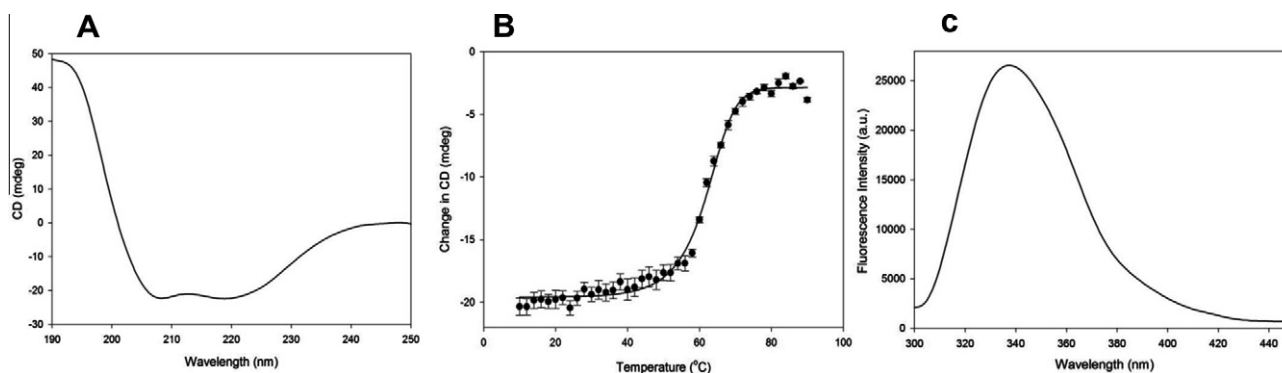 A
B
C
50
40
30
20
10
0
-10
-20
-30
CD (mdeg)
190 200 210 220 230 240 250
Wavelength (nm)
0
-5
-10
-15
-20
Change in CD (mdeg)
0 20 40 60 80 100
Temperature (°C)
25000
20000
15000
10000
5000
0
Fluorescence Intensity (a.u.)
300 320 340 360 380 400 420 440
Wavelength (nm)